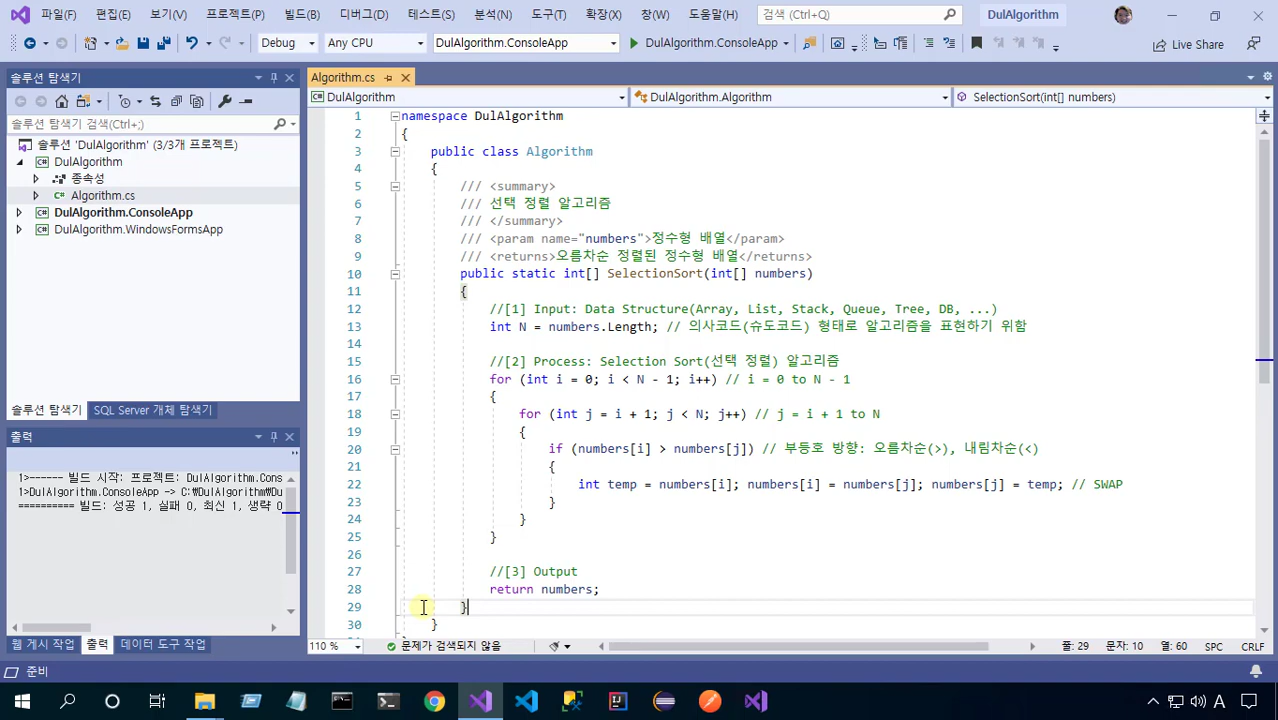 파일(F) 편집(E) 보기(V) 프로젝트(P) 빌드(B) 디버그(D) 테스트(S) 분석(N) 도구(T) 확장(X) 창(W) 도움말(H) 검색(Ctrl+Q) DulAlgorithm
Debug Any CPU DulAlgorithm.ConsoleApp DulAlgorithm.ConsoleApp Live Share
솔루션 탐색기
솔루션 탐색기 검색(Ctrl+;)
솔루션 'DulAlgorithm' (3/3개 프로젝트)
DulAlgorithm
종속성
C# Algorithm.cs
DulAlgorithm.ConsoleApp
DulAlgorithm.WindowsFormsApp
솔루션 탐색기 SQL Server 개체 탐색기
출력
1>------ 빌드 시작: 프로젝트: DulAlgorithm.Cons
1>DulAlgorithm.ConsoleApp -> C:₩DulAlgorithm₩Du
========== 빌드: 성공 1, 실패 0, 최신 1, 생략 0
웹 게시 작업 출력 데이터 도구 작업
Algorithm.cs
DulAlgorithm DulAlgorithm.Algorithm SelectionSort(int[] numbers)
1 namespace DulAlgorithm
2 {
3 public class Algorithm
4 {
5 /// <summary>
6 /// 선택 정렬 알고리즘
7 /// </summary>
8 /// <param name="numbers">정수형 배열</param>
9 /// <returns>오름차순 정렬된 정수형 배열</returns>
10 public static int[] SelectionSort(int[] numbers)
11 {
12 //[1] Input: Data Structure(Array, List, Stack, Queue, Tree, DB, ...)
13 int N = numbers.Length; // 의사코드(슈도코드) 형태로 알고리즘을 표현하기 위함
14
15 //[2] Process: Selection Sort(선택 정렬) 알고리즘
16 for (int i = 0; i < N - 1; i++) // i = 0 to N - 1
17 {
18 for (int j = i + 1; j < N; j++) // j = i + 1 to N
19 {
20 if (numbers[i] > numbers[j]) // 부등호 방향: 오름차순(>), 내림차순(<)
21 {
22 int temp = numbers[i]; numbers[i] = numbers[j]; numbers[j] = temp; // SWAP
23 }
24 }
25 }
26
27 //[3] Output
28 return numbers;
29 }
30 }
110 % 문제가 검색되지 않음 줄: 29 문자: 10 열: 60 SPC CRLF
준비
A